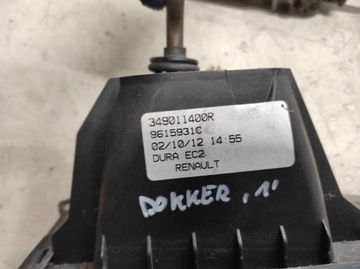 349011400R
9615931C
02/10/12 14:55
DURA EC2
RENAULT
DOKKER "1"